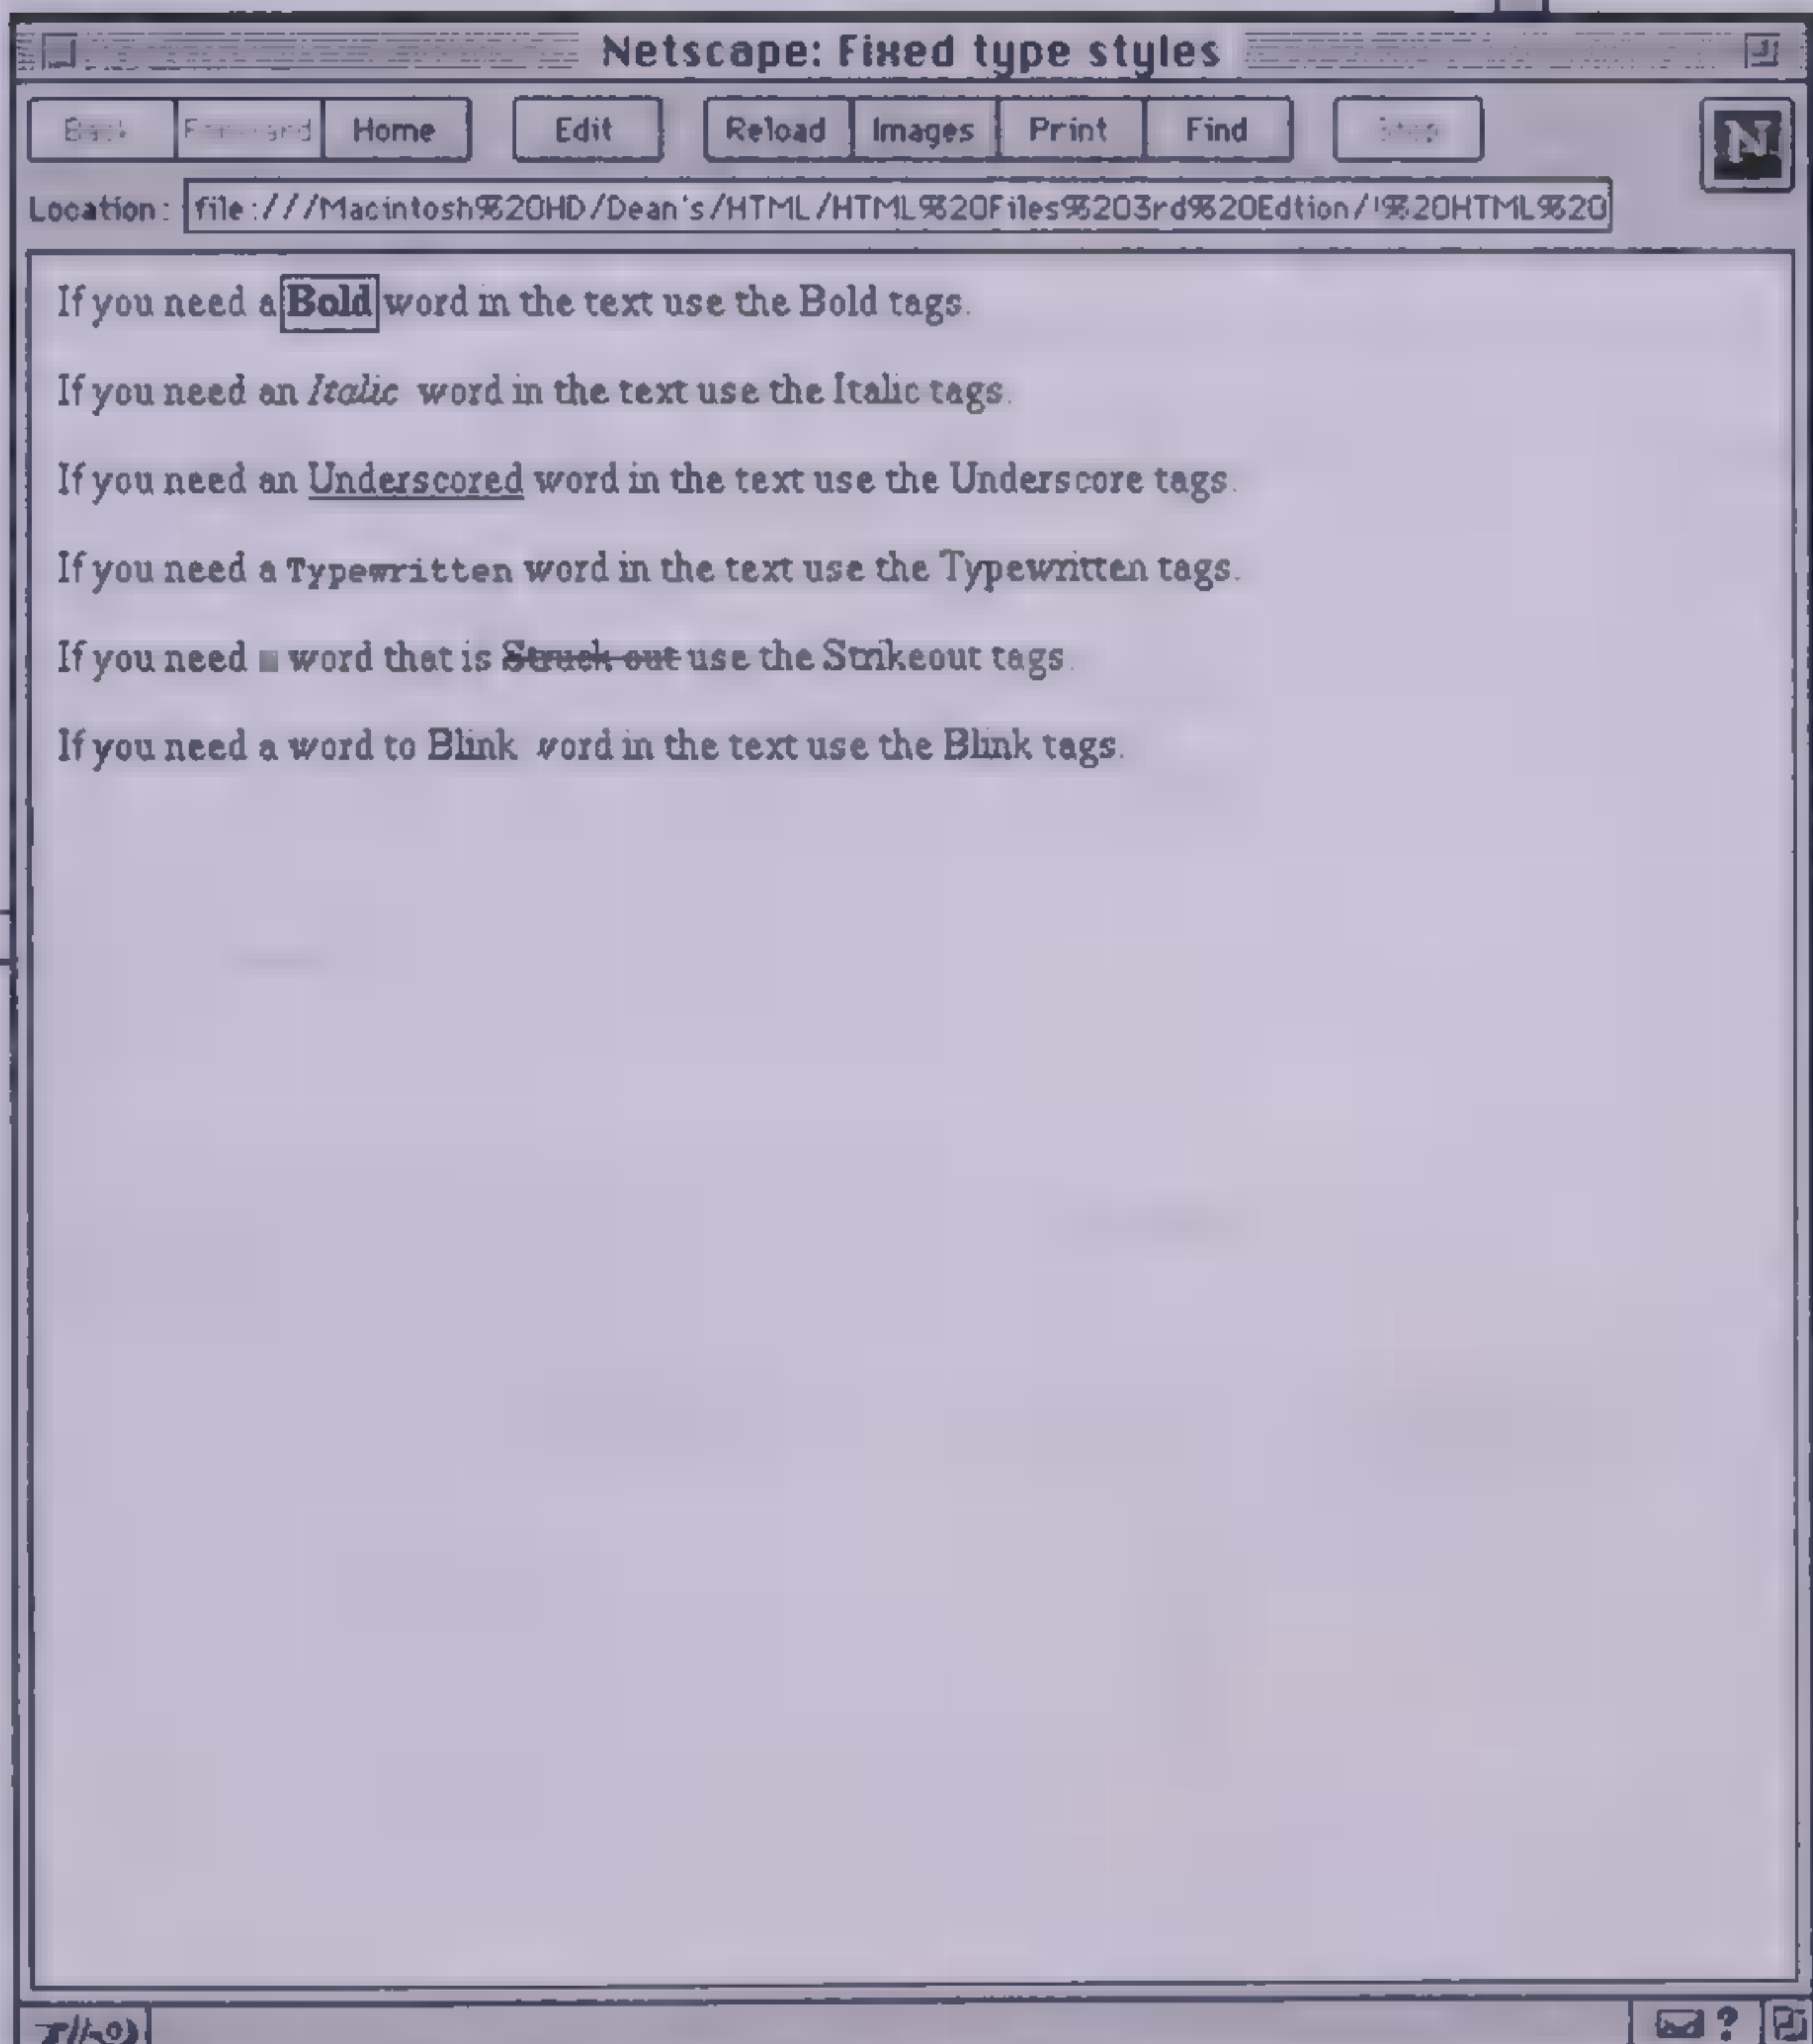 Netscape: Fixed type styles
Back Forward Home Edit Reload Images Print Find Stop
N
Location: file:///Macintosh%20HD/Dean's/HTML/HTML%20Files%203rd%20Edtion/!%20HTML%20
If you need a Bold word in the text use the Bold tags.
If you need an Italic word in the text use the Italic tags.
If you need an Underscored word in the text use the Underscore tags.
If you need a Typewritten word in the text use the Typewritten tags.
If you need word that is Struck out use the Strikeout tags.
If you need a word to Blink word in the text use the Blink tags.
?